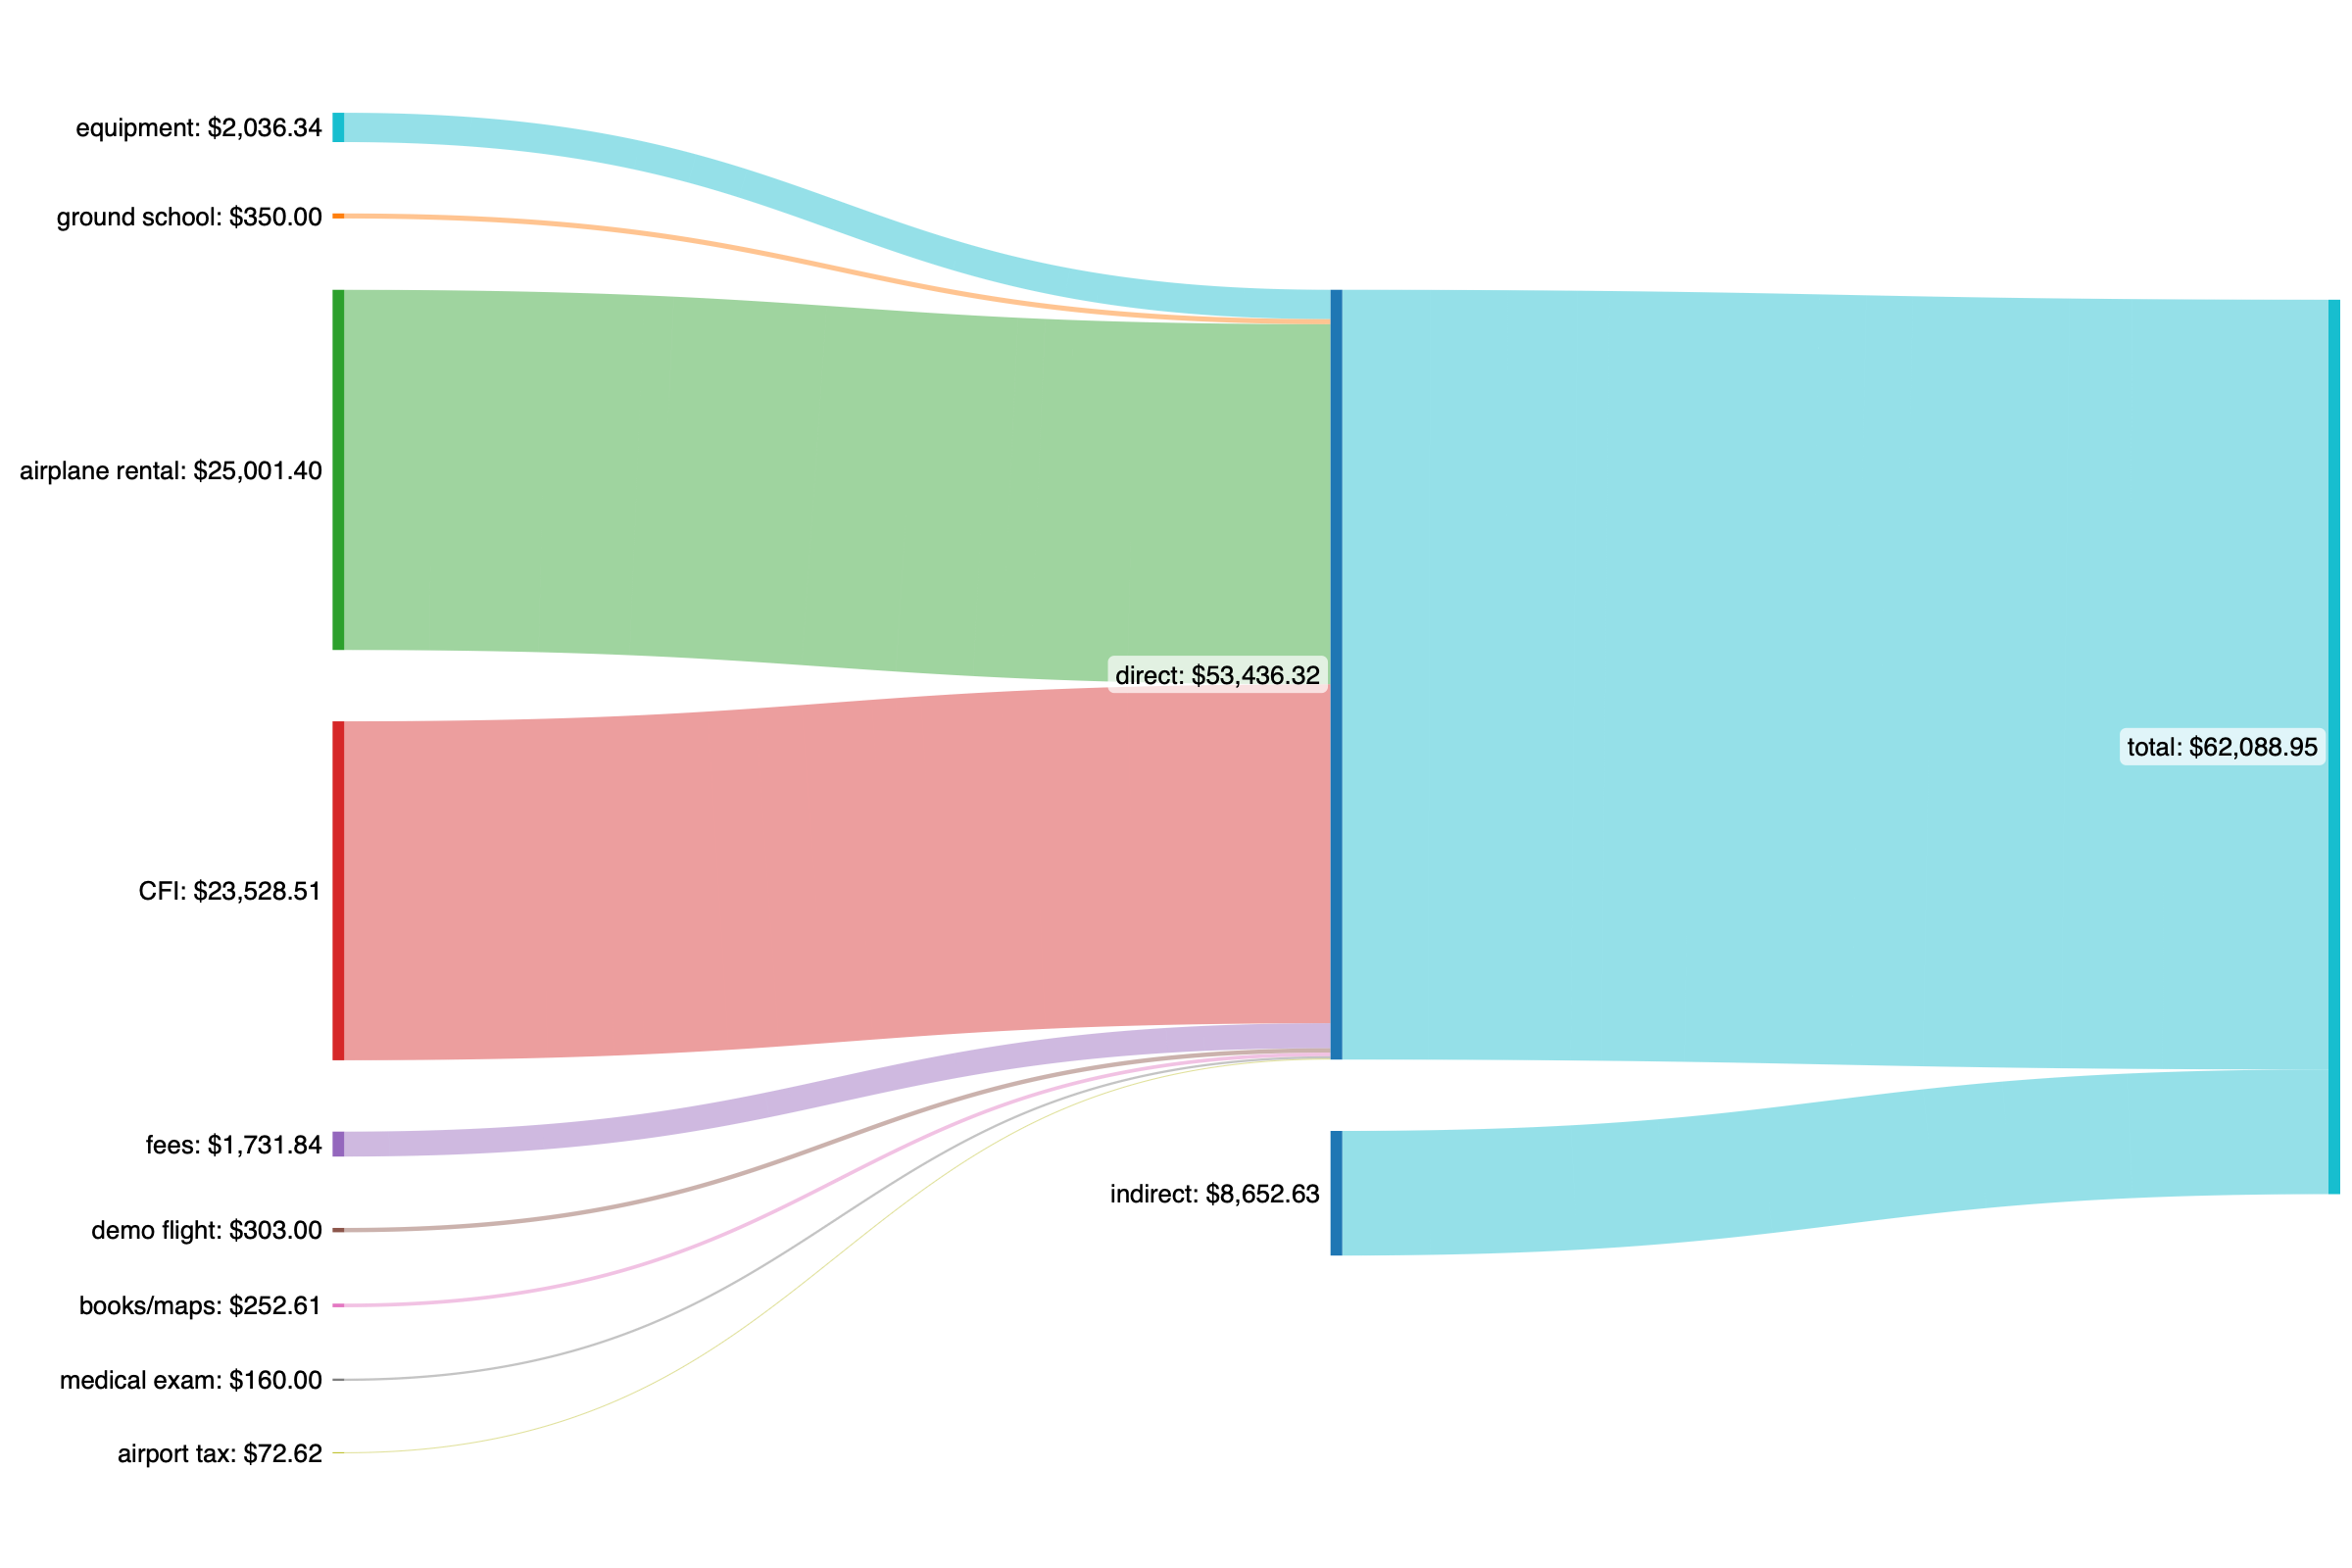 equipment: $2,036.34
ground school: $350.00
airplane rental: $25,001.40
CFI: $23,528.51
fees: $1,731.84
demo flight: $303.00
books/maps: $252.61
medical exam: $160.00
airport tax: $72.62
direct: $53,436.32
indirect: $8,652.63
total: $62,088.95